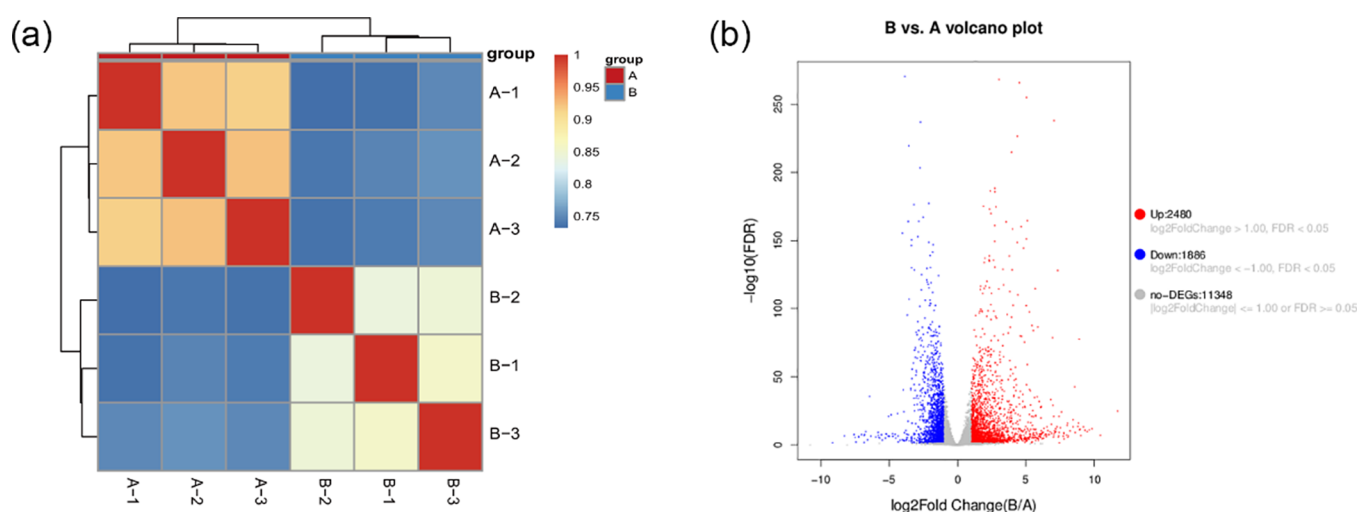 (a)
group
A-1
A-2
A-3
B-2
B-1
B-3
A-1
A-2
A-3
B-2
B-1
B-3
1
0.95
0.9
0.85
0.8
0.75
group
A
B
(b)
B vs. A volcano plot
-log10(FDR)
250
200
150
100
50
0
-10
-5
0
5
10
log2Fold Change(B/A)
Up:2480
log2FoldChange > 1.00, FDR < 0.05
Down:1886
log2FoldChange < -1.00, FDR < 0.05
no-DEGs:11348
|log2FoldChange| <= 1.00 or FDR >= 0.05